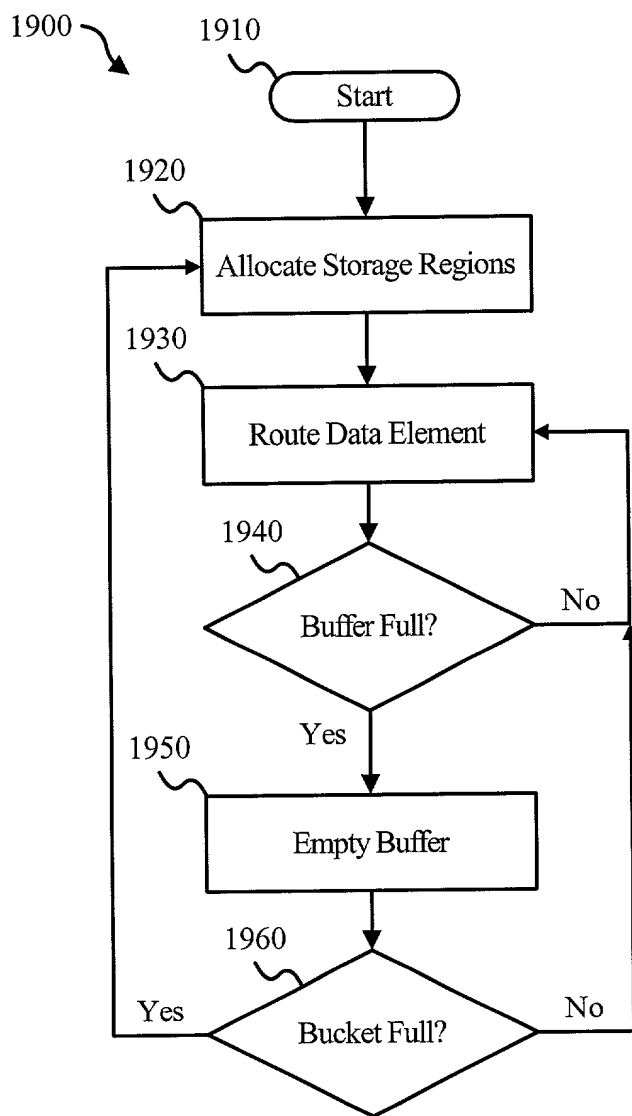 1900
1910
Start
1920
Allocate Storage Regions
1930
Route Data Element
1940
Buffer Full?
No
Yes
1950
Empty Buffer
1960
Yes
Bucket Full?
No